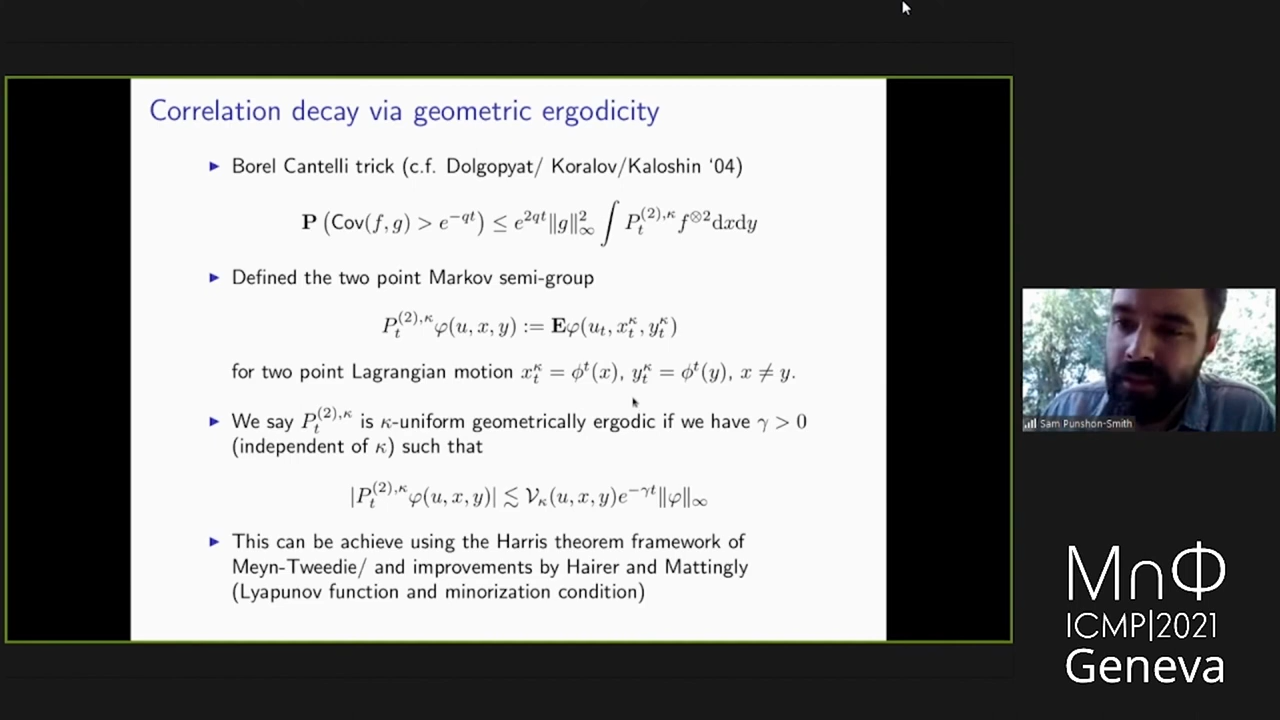 Correlation decay via geometric ergodicity
► Borel Cantelli trick (c.f. Dolgopyat/ Koralov/Kaloshin ‘04)
P (Cov(f, g) > e^{-qt}) ≤ e^{2qt}‖g‖²_∞ ∫ P_t^{(2),κ} f^{⊗2}dxdy
► Defined the two point Markov semi-group
P_t^{(2),κ}φ(u, x, y) := Eφ(u_t, x_t^κ, y_t^κ)
for two point Lagrangian motion x_t^κ = ϕ^t(x), y_t^κ = ϕ^t(y), x ≠ y.
► We say P_t^{(2),κ} is κ-uniform geometrically ergodic if we have γ > 0
(independent of κ) such that
|P_t^{(2),κ}φ(u, x, y)| ≲ V_κ(u, x, y)e^{-γt}‖φ‖_∞
► This can be achieve using the Harris theorem framework of
Meyn-Tweedie/ and improvements by Hairer and Mattingly
(Lyapunov function and minorization condition)
Sam Punshon-Smith
M∩Φ
ICMP|2021
Geneva